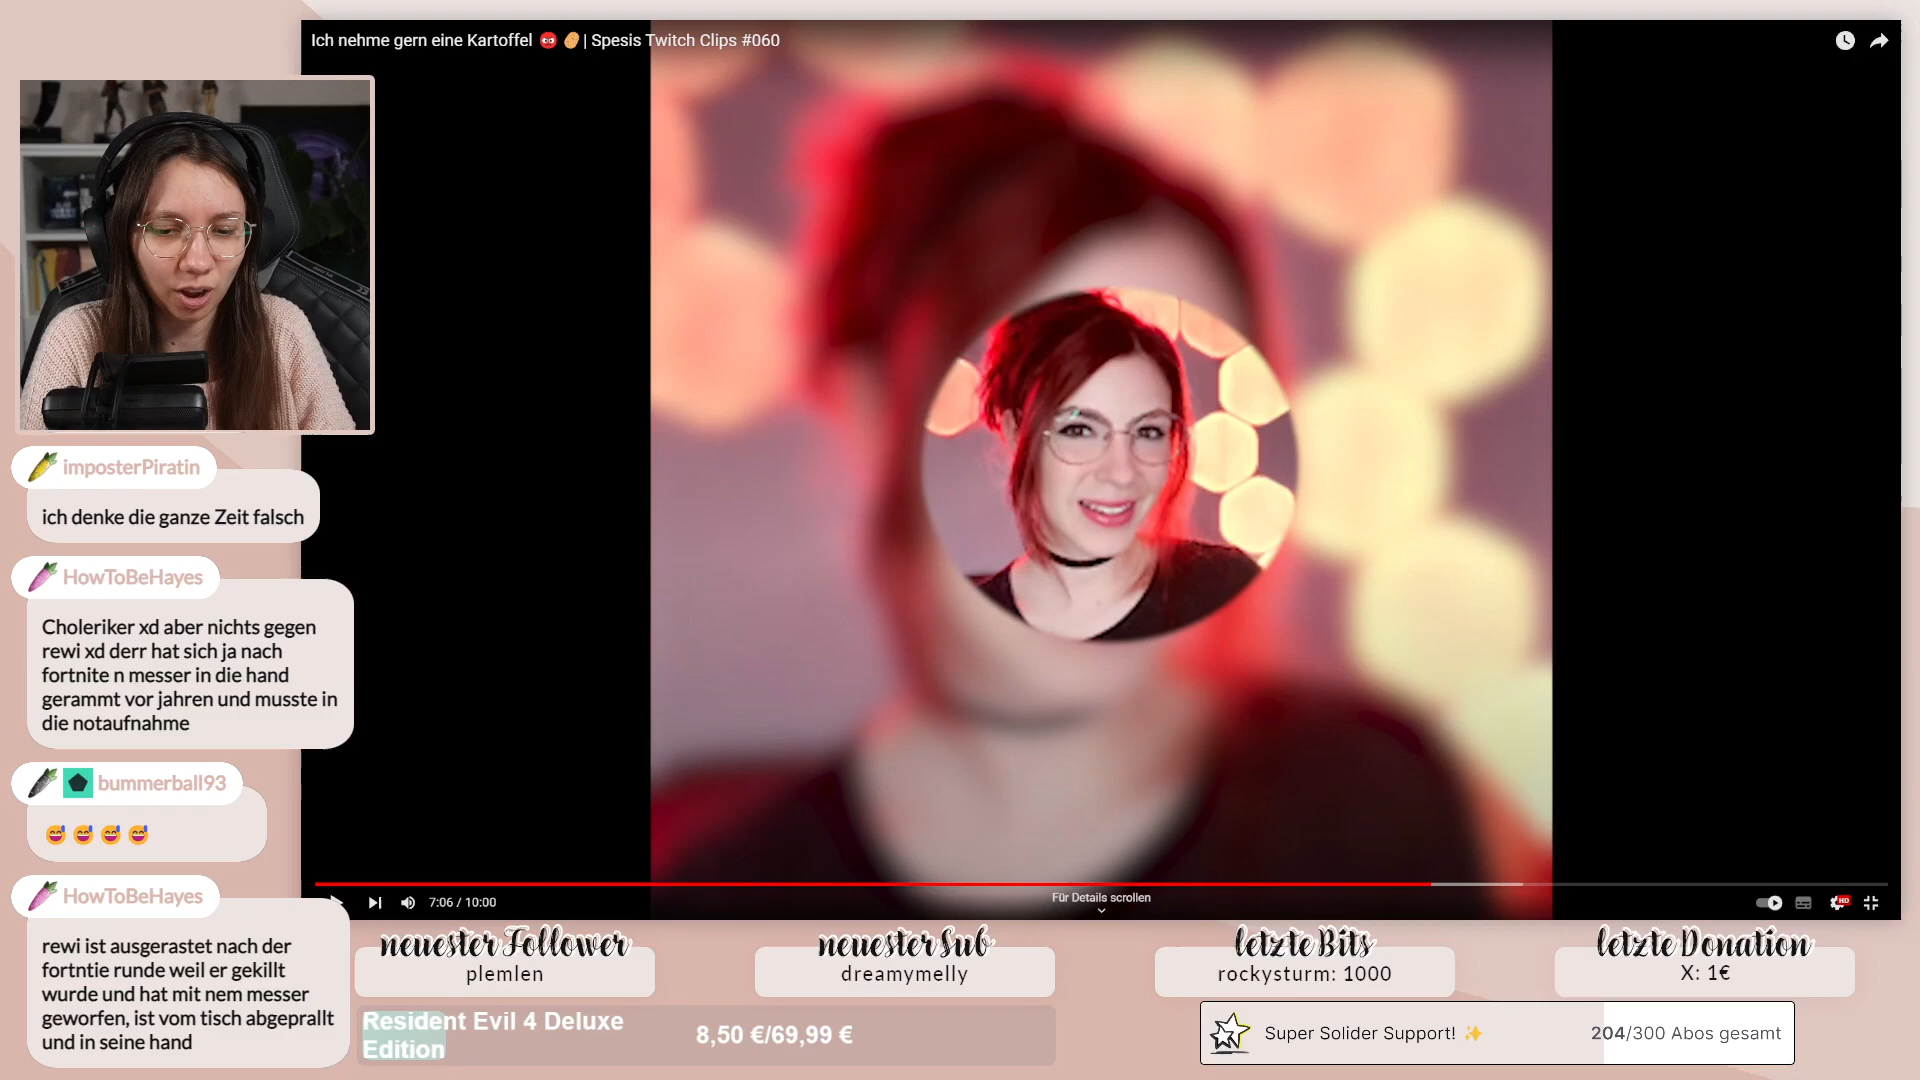 Ich nehme gern eine Kartoffel | Spesis Twitch Clips #060
imposterPiratin
ich denke die ganze Zeit falsch
HowToBeHayes
Choleriker xd aber nichts gegen
rewi xd derr hat sich ja nach
fortnite n messer in die hand
gerammt vor jahren und musste in
die notaufnahme
bummerball93
HowToBeHayes
rewi ist ausgerastet nach der
fortntie runde weil er gekillt
wurde und hat mit nem messer
geworfen, ist vom tisch abgeprallt
und in seine hand
7:06 / 10:00
Für Details scrollen
HD
neuester Follower
plemlen
neuester Sub
dreamymelly
letzte Bits
rockysturm: 1000
letzte Donation
X: 1€
Resident Evil 4 Deluxe
Edition
8,50 €/69,99 €
Super Solider Support! ✨
204/300 Abos gesamt